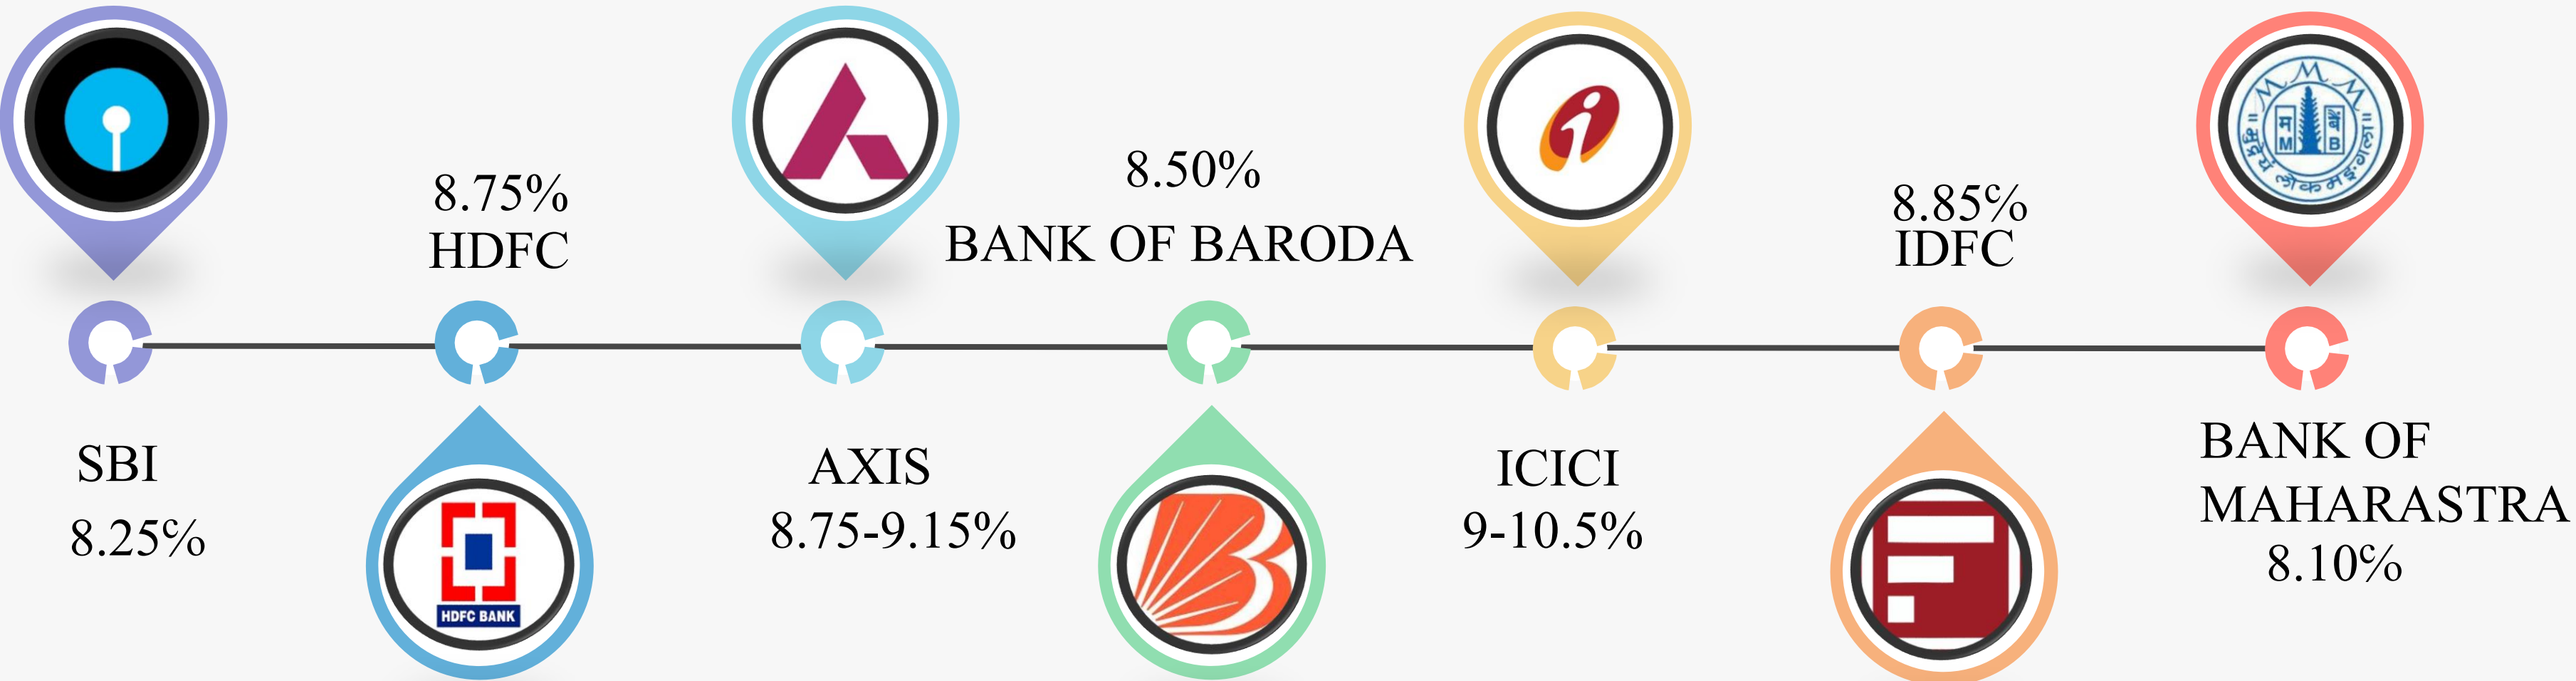 SBI
8.25%
8.75%
HDFC
HDFC BANK
AXIS
8.75-9.15%
8.50%
BANK OF BARODA
ICICI
9-10.5%
8.85%
IDFC
म
M B
BANK OF
MAHARASTRA
8.10%